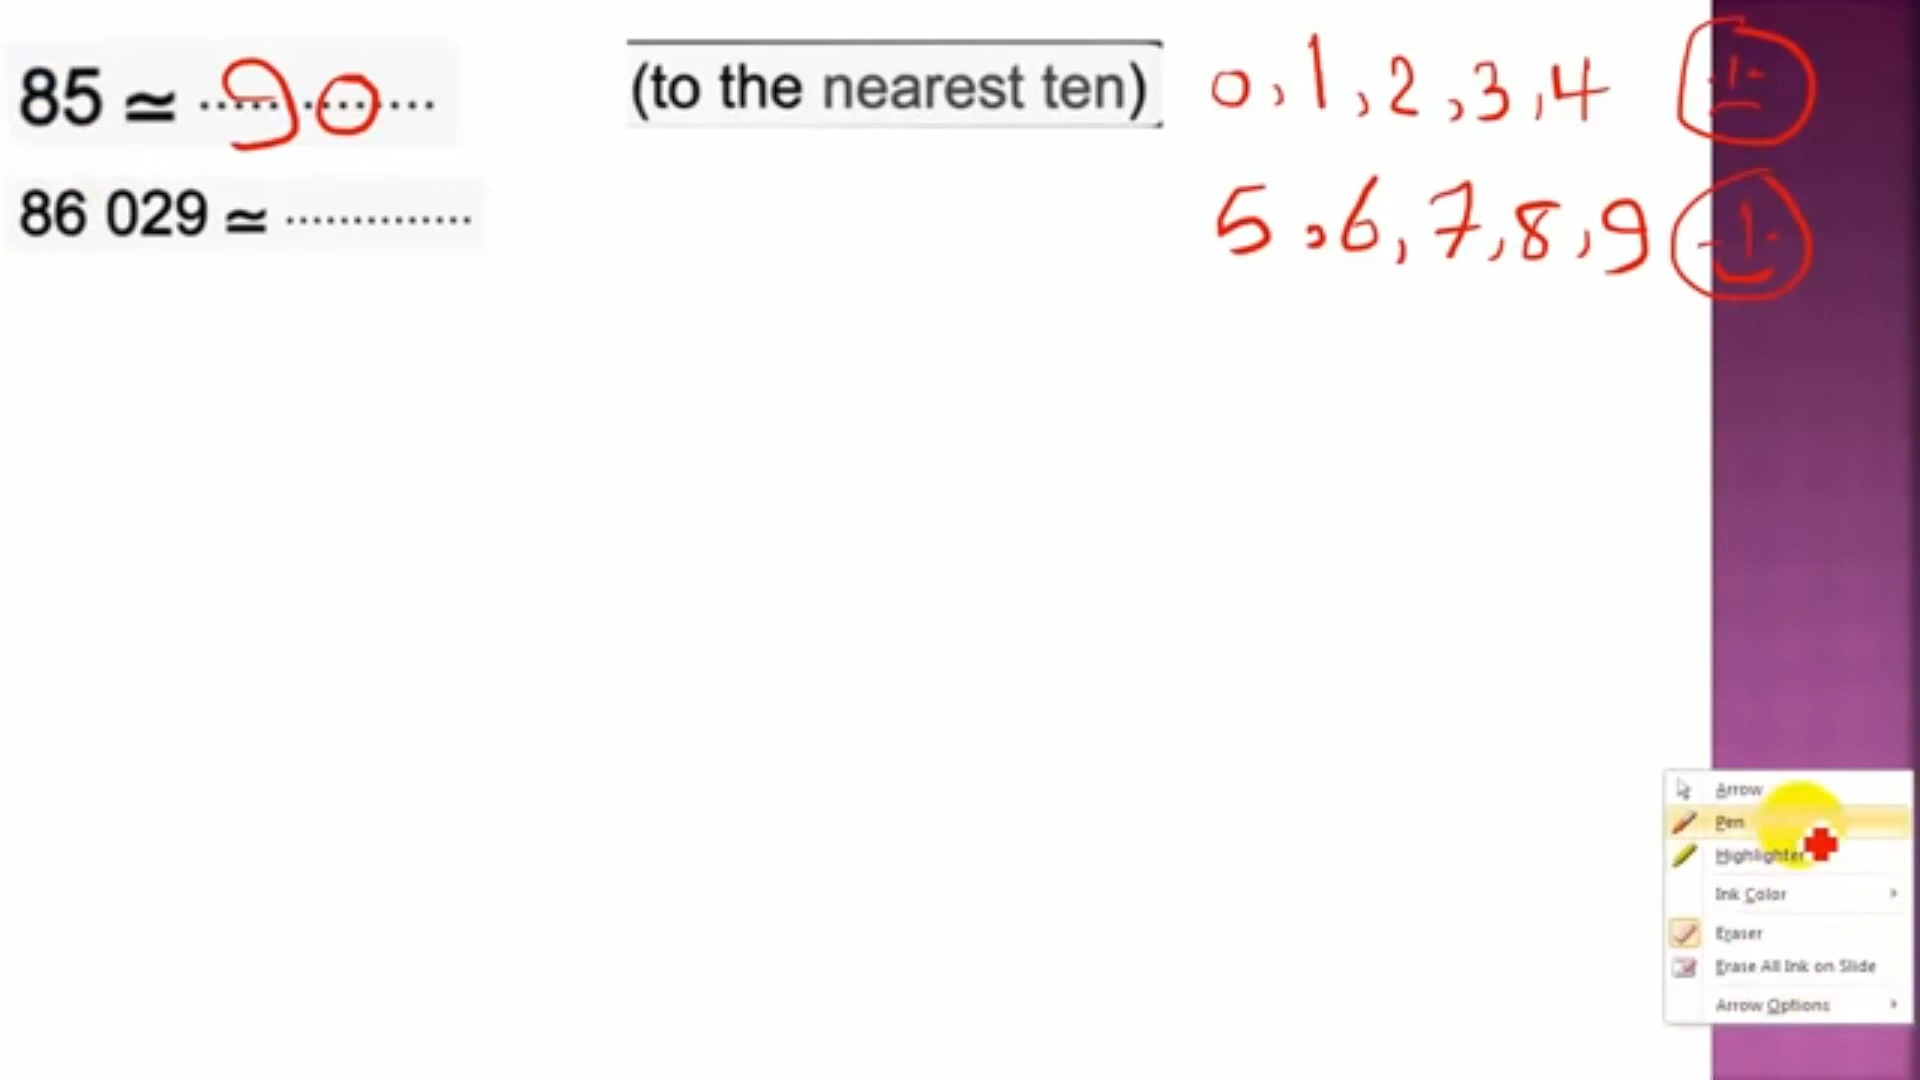 85 ≃ ..... 90 .....
(to the nearest ten)
0, 1, 2, 3, 4
86 029 ≃ ..............
5, 6, 7, 8, 9
Arrow
Pen
Highlighter
Ink Color
Eraser
Erase All Ink on Slide
Arrow Options